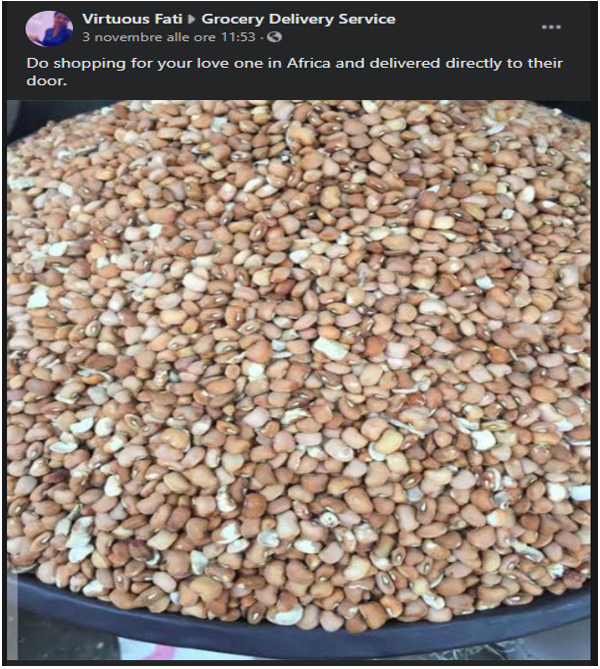 Virtuous Fati ▸ Grocery Delivery Service
3 novembre alle ore 11:53 ·
Do shopping for your love one in Africa and delivered directly to their
door.